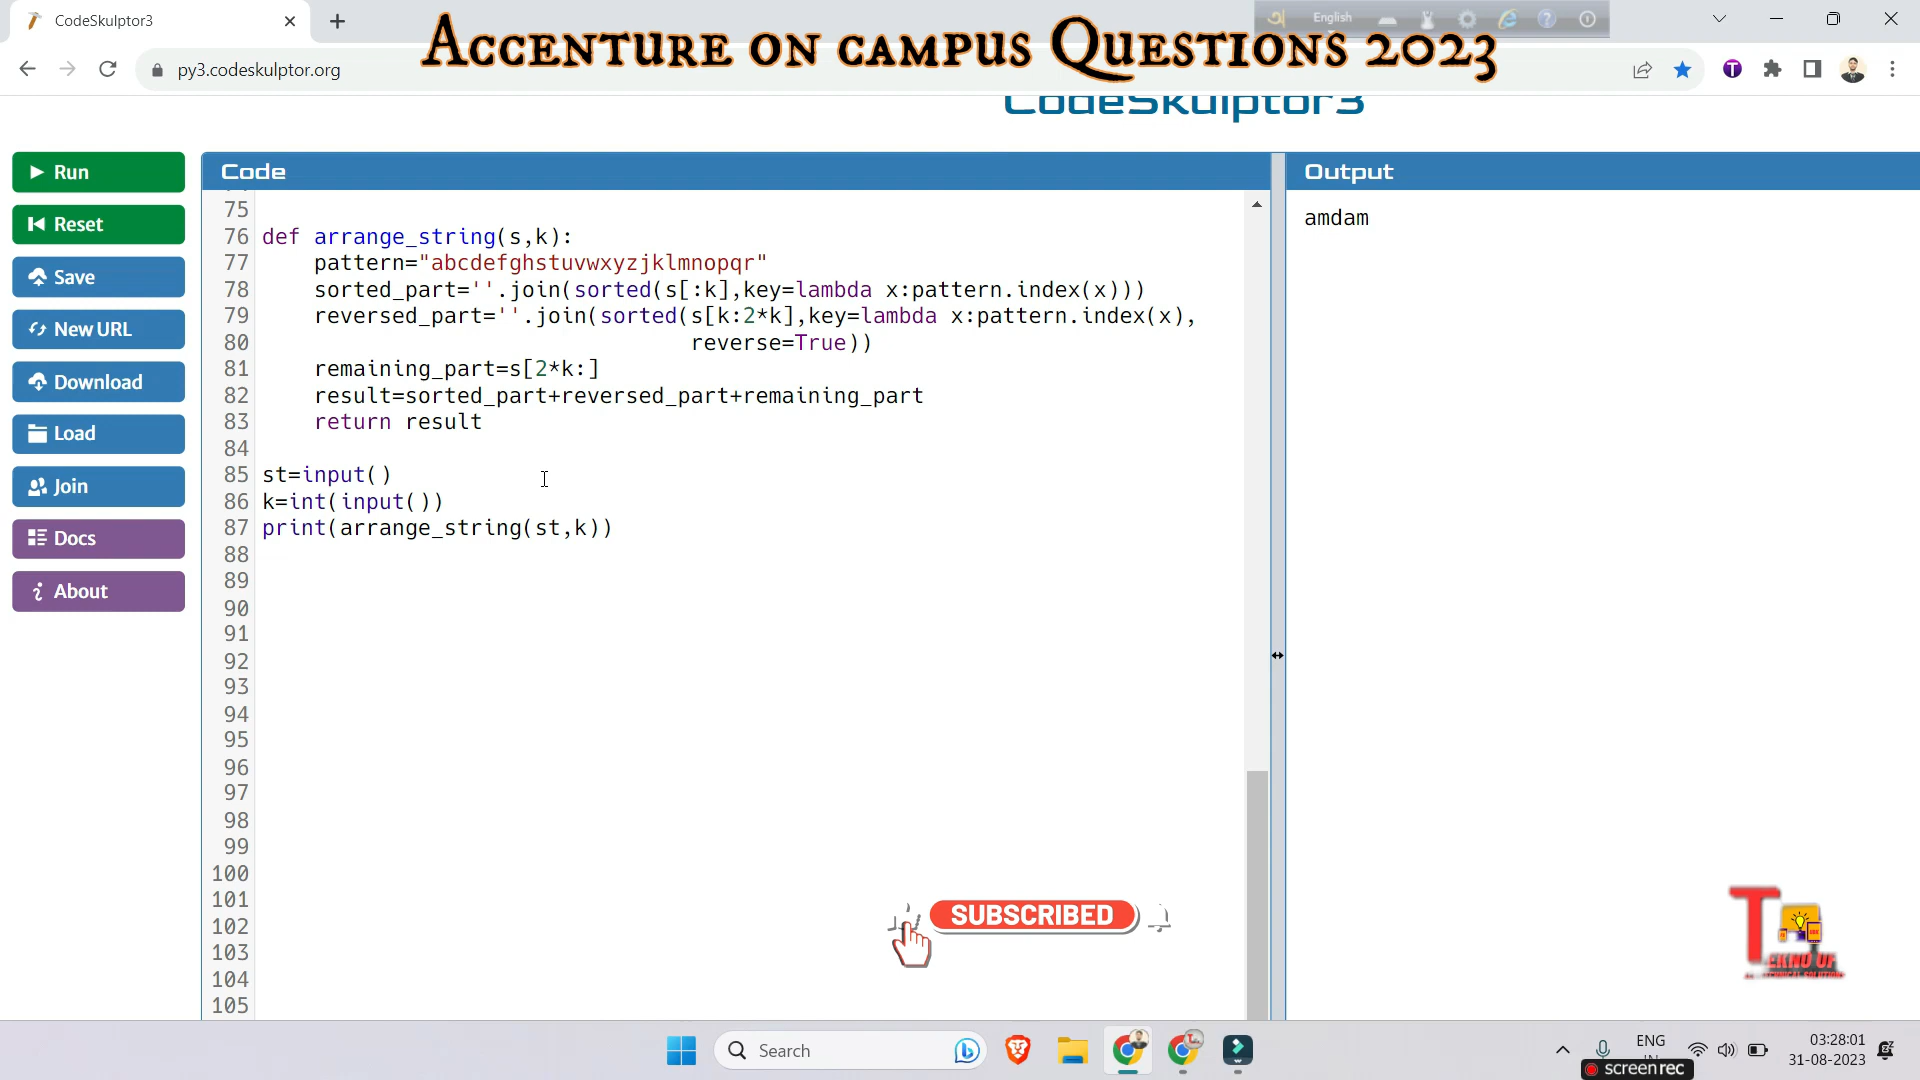 CodeSkulptor3
ACCENTURE ON CAMPUS QUESTIONS 2023
English
py3.codeskulptor.org
CodeSkulptor3
Run
Reset
Save
New URL
Download
Load
Join
Docs
About
Code
75
76 def arrange_string(s,k):
77 pattern="abcdefghstuvwxyzjklmnopqr"
78 sorted_part=''.join(sorted(s[:k],key=lambda x:pattern.index(x)))
79 reversed_part=''.join(sorted(s[k:2*k],key=lambda x:pattern.index(x),
80 reverse=True))
81 remaining_part=s[2*k:]
82 result=sorted_part+reversed_part+remaining_part
83 return result
84
85 st=input()
86 k=int(input())
87 print(arrange_string(st,k))
88
89
90
91
92
93
94
95
96
97
98
99
100
101
102
103
104
105
Output
amdam
SUBSCRIBED
Search
ENG
03:28:01
31-08-2023
screenrec